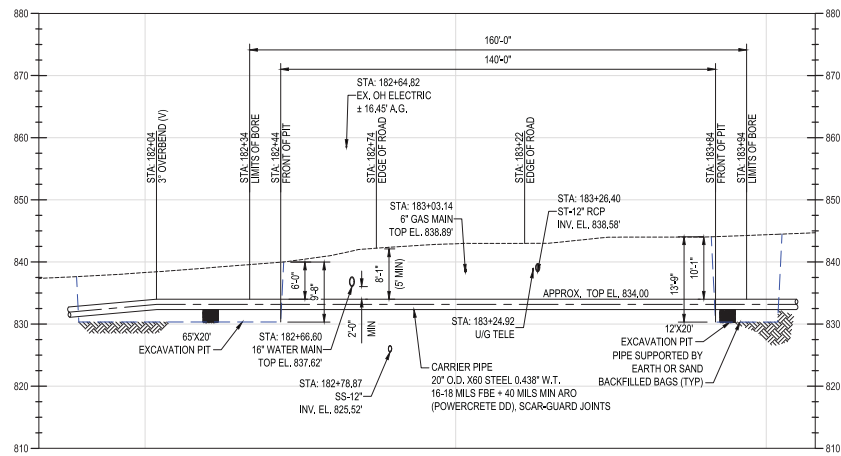 880
880
870
870
860
860
850
850
840
840
830
830
820
820
810
810
160'-0"
140'-0"
STA: 182+04
3° OVERBEND (V)
STA: 182+34
LIMITS OF BORE
STA: 182+44
FRONT OF PIT
STA: 182+64.82
EX. OH ELECTRIC
± 16.45' A.G.
STA: 182+74
EDGE OF ROAD
STA: 183+22
EDGE OF ROAD
STA: 183+84
FRONT OF PIT
STA: 183+94
LIMITS OF BORE
STA: 183+03.14
6" GAS MAIN
TOP EL. 838.89'
STA: 183+26.40
ST-12" RCP
INV. EL. 838.58'
6'-0"
9'-8"
8'-1"
(5' MIN)
13'-9"
10'-1"
APPROX. TOP EL. 834.00
2'-0"
MIN
65'X20'
EXCAVATION PIT
STA: 182+66.60
16" WATER MAIN
TOP EL. 837.62'
STA: 183+24.92
U/G TELE
12'X20'
EXCAVATION PIT
PIPE SUPPORTED BY
EARTH OR SAND
BACKFILLED BAGS (TYP)
STA: 182+78.87
SS-12"
INV. EL. 825.52'
CARRIER PIPE
20" O.D. X60 STEEL 0.438" W.T.
16-18 MILS FBE + 40 MILS MIN ARO
(POWERCRETE DD), SCAR-GUARD JOINTS